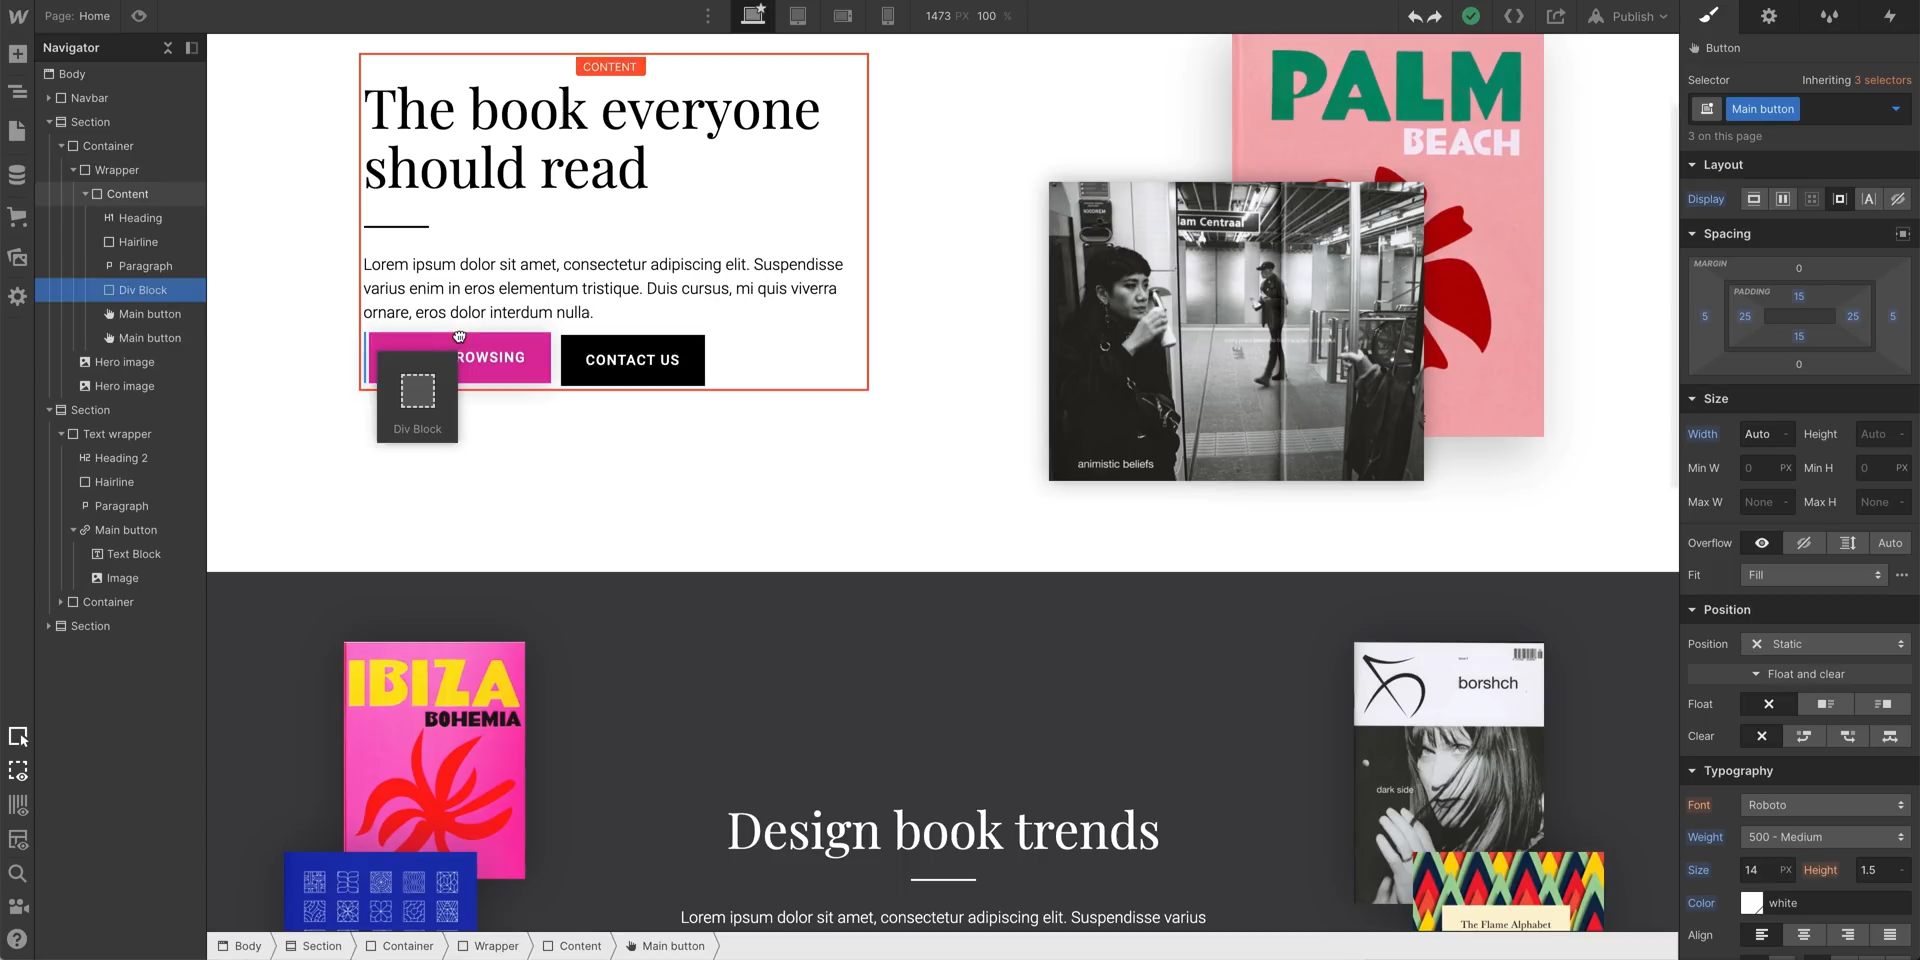 Page: Home
1473 PX 100 %
Publish
Navigator
Body
Navbar
Section
Container
Wrapper
Content
H1 Heading
Hairline
P Paragraph
Div Block
Main button
Main button
Hero image
Hero image
Section
Text wrapper
H2 Heading 2
Hairline
P Paragraph
Main button
Text Block
Image
Container
Section
CONTENT
The book everyone
should read
Lorem ipsum dolor sit amet, consectetur adipiscing elit. Suspendisse
varius enim in eros elementum tristique. Duis cursus, mi quis viverra
ornare, eros dolor interdum nulla.
ROWSING
CONTACT US
Div Block
PALM
BEACH
lam Centraal
animistic beliefs
IBIZA
BOHEMIA
borshch
dark side
The Flame Alphabet
Design book trends
Lorem ipsum dolor sit amet, consectetur adipiscing elit. Suspendisse varius
Body
Section
Container
Wrapper
Content
Main button
Button
Selector
Inheriting 3 selectors
Main button
3 on this page
Layout
Display
Spacing
MARGIN
0
PADDING
15
5
25
25
5
15
0
Size
Width Auto - Height Auto -
Min W 0 PX Min H 0 PX
Max W None - Max H None -
Overflow Auto
Fit Fill
Position
Position Static
Float and clear
Float
Clear
Typography
Font Roboto
Weight 500 - Medium
Size 14 PX Height 1.5 -
Color white
Align